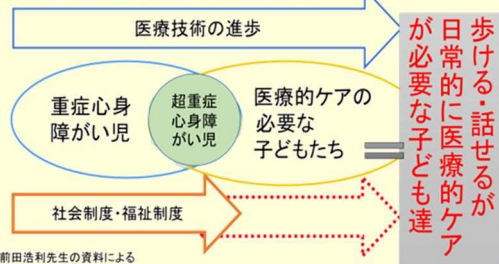 医療技術の進歩
重症心身
障がい児
超重症
心身障
がい児
医療的ケアの
必要な
子どもたち
歩ける・話せるが
日常的に医療的ケア
が必要な子ども達
社会制度・福祉制度
前田浩利先生の資料による